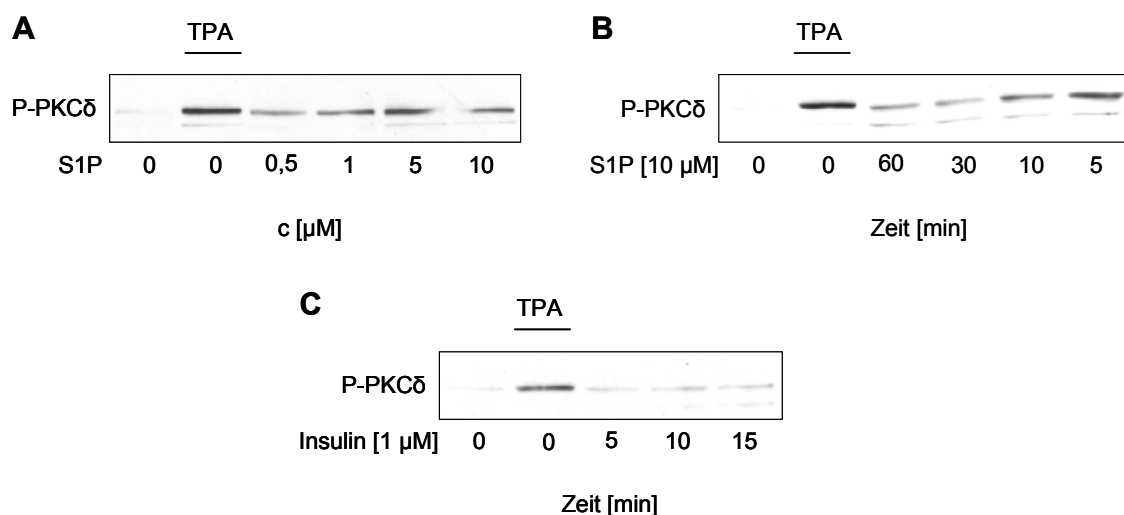 A
TPA
P-PKCδ
S1P 0 0 0,5 1 5 10
c [µM]
B
TPA
P-PKCδ
S1P [10 µM] 0 0 60 30 10 5
Zeit [min]
C
TPA
P-PKCδ
Insulin [1 µM] 0 0 5 10 15
Zeit [min]